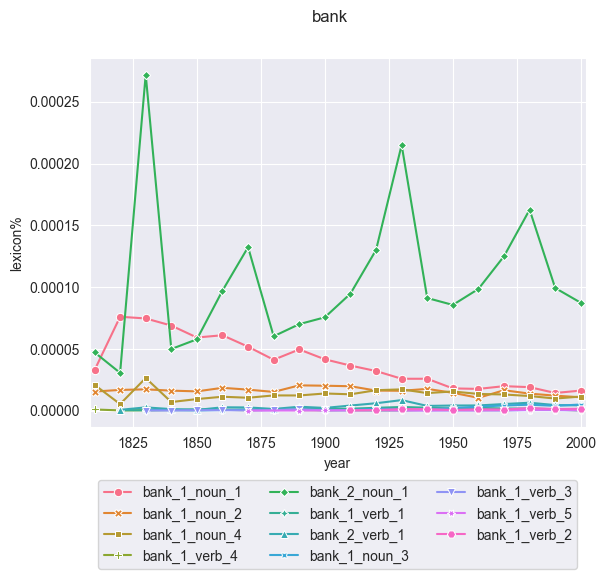 bank
0.00025
0.00020
0.00015
0.00010
0.00005
0.00000
lexicon%
1825 1850 1875 1900 1925 1950 1975 2000
year
bank_1_noun_1 bank_2_noun_1 bank_1_verb_3
bank_1_noun_2 bank_1_verb_1 bank_1_verb_5
bank_1_noun_4 bank_2_verb_1 bank_1_verb_2
bank_1_verb_4 bank_1_noun_3